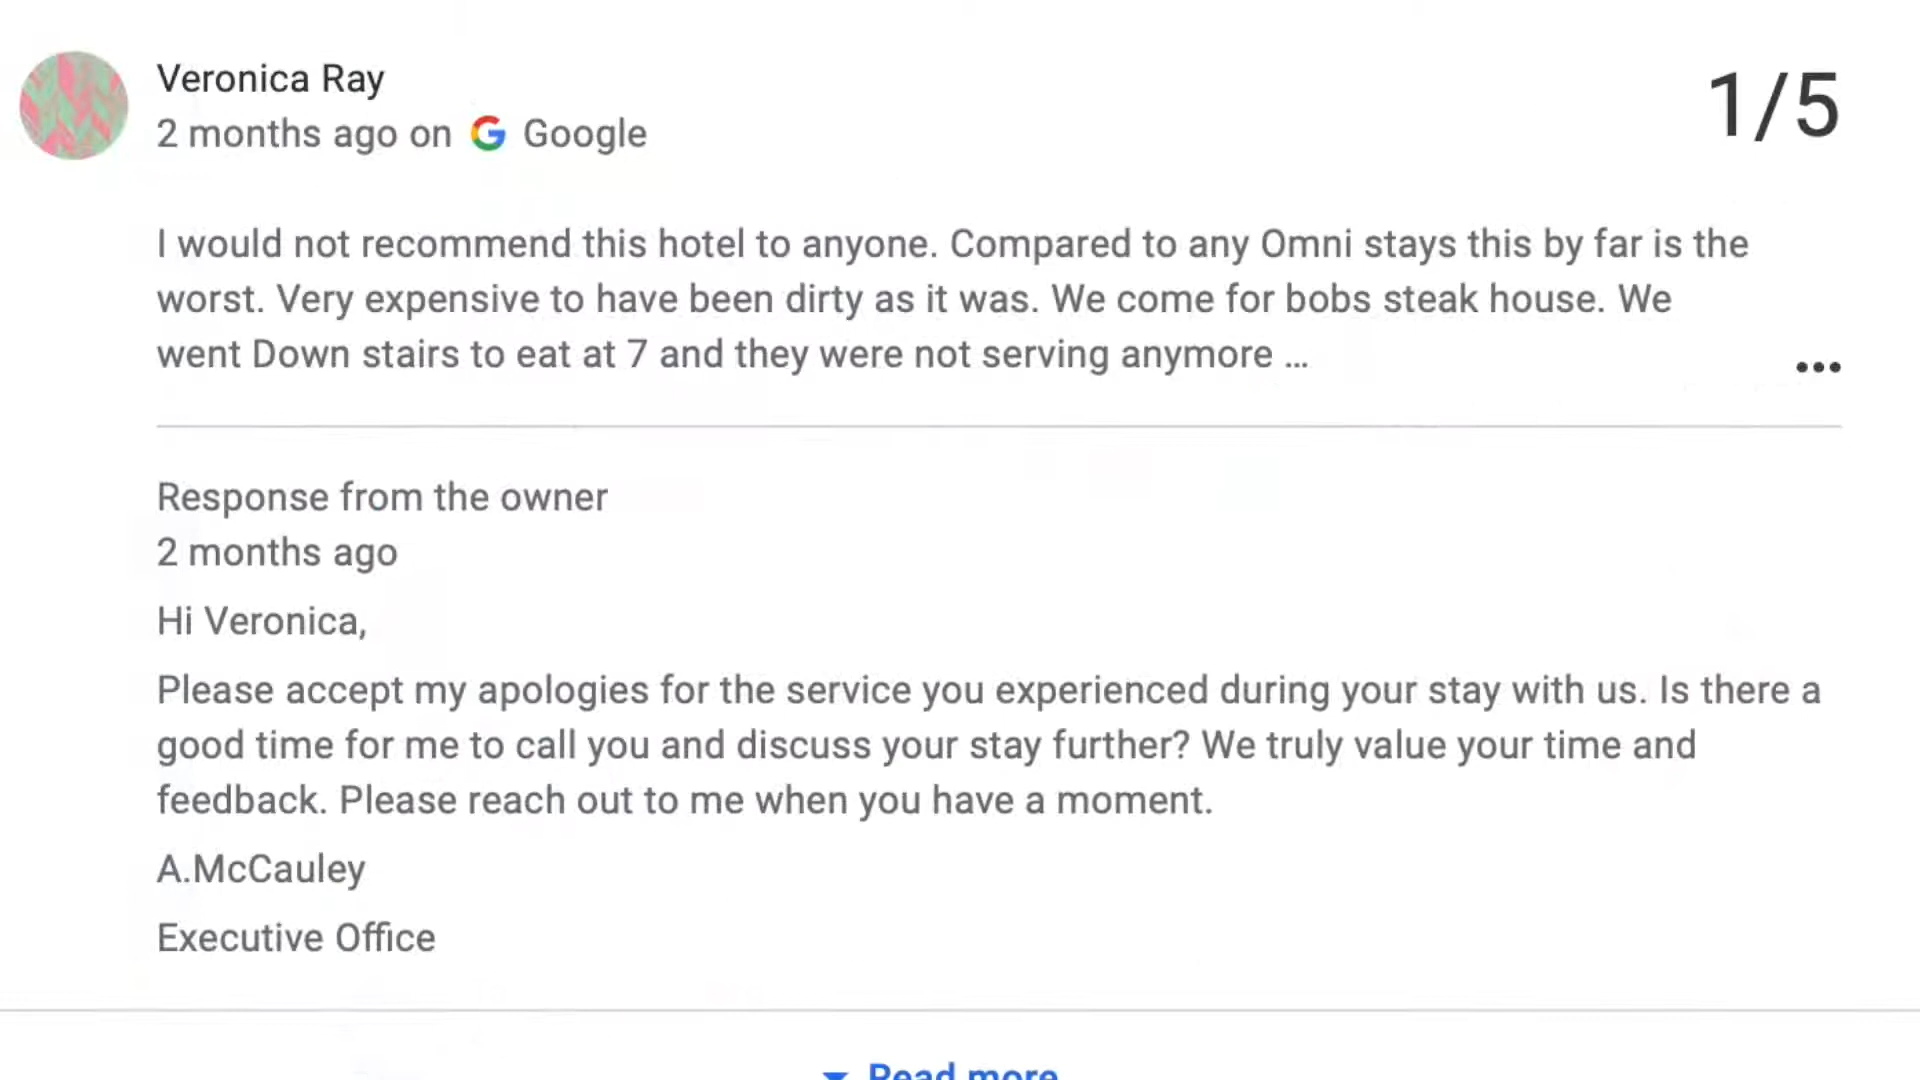 Veronica Ray
1/5
2 months ago on Google
I would not recommend this hotel to anyone. Compared to any Omni stays this by far is the
worst. Very expensive to have been dirty as it was. We come for bobs steak house. We
went Down stairs to eat at 7 and they were not serving anymore ...
Response from the owner
2 months ago
Hi Veronica,
Please accept my apologies for the service you experienced during your stay with us. Is there a
good time for me to call you and discuss your stay further? We truly value your time and
feedback. Please reach out to me when you have a moment.
A.McCauley
Executive Office
Read more